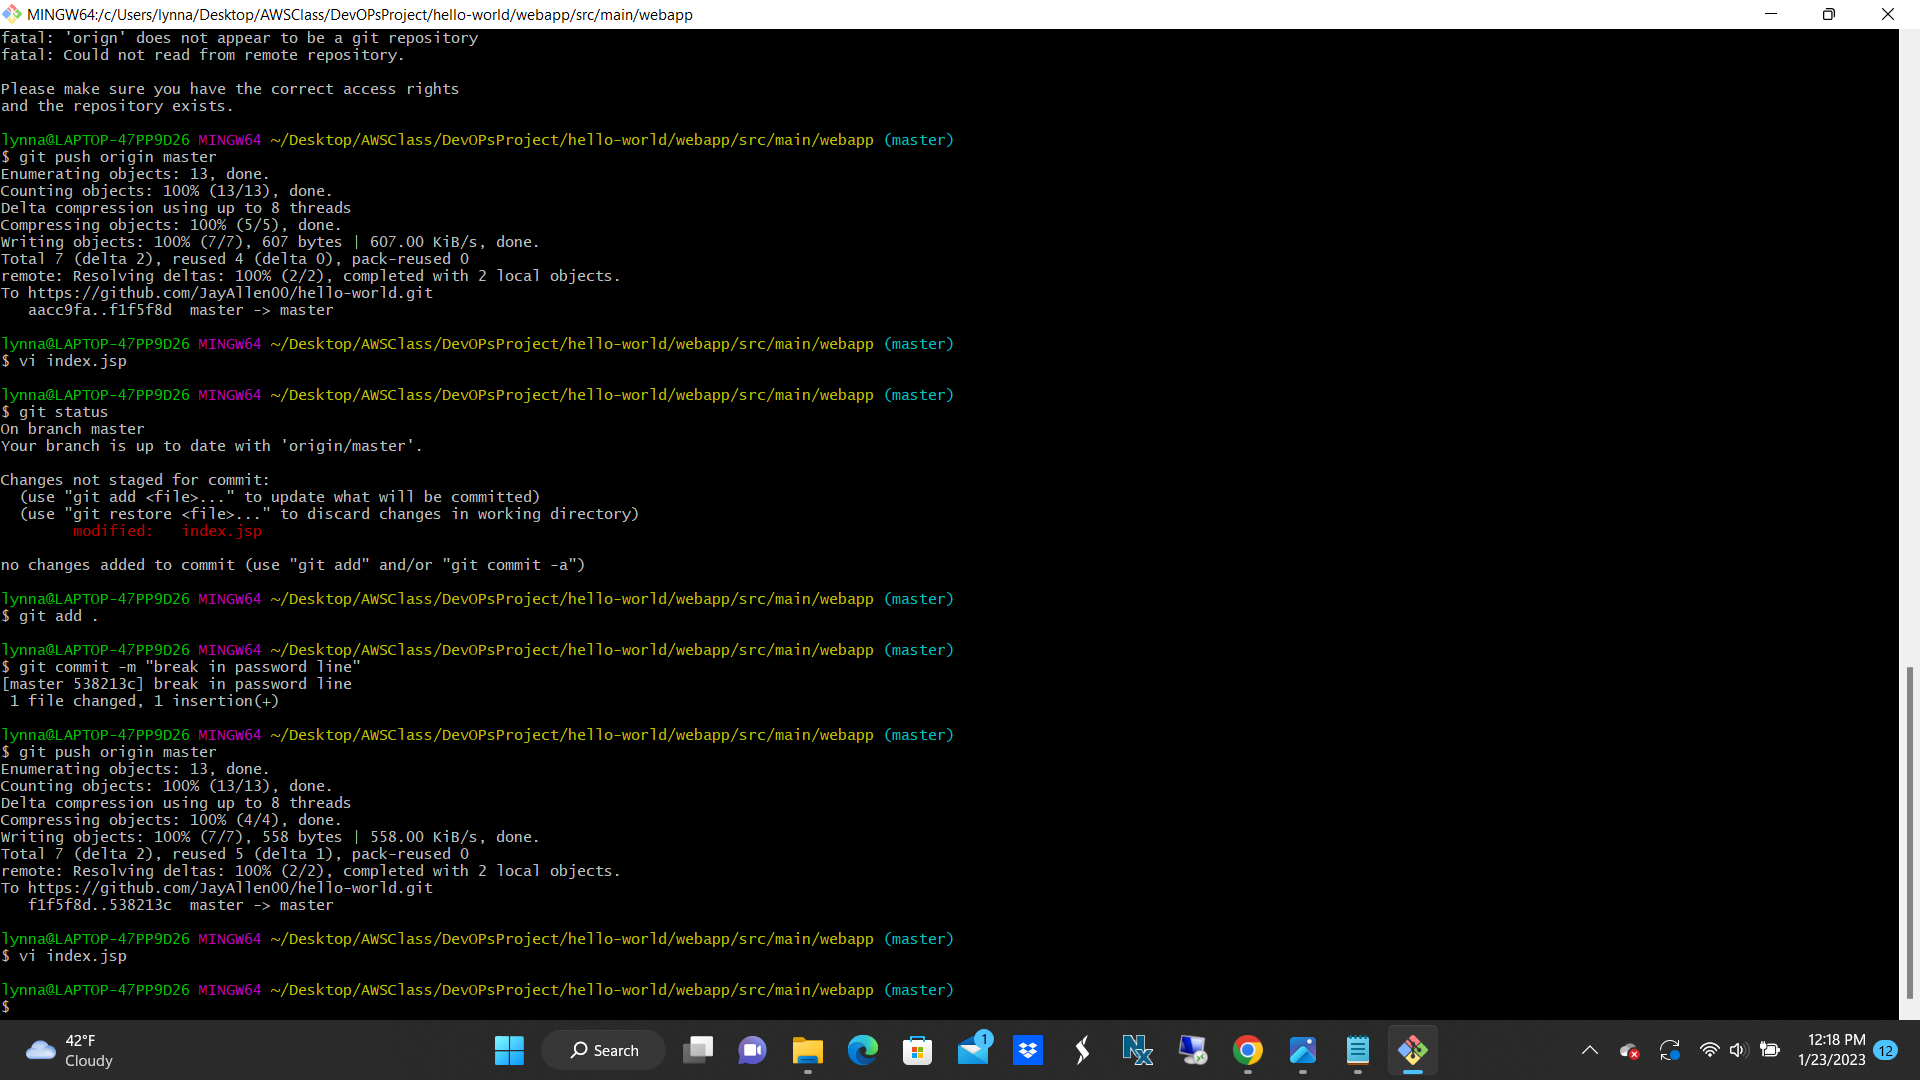 MINGW64:/c/Users/lynna/Desktop/AWSClass/DevOPsProject/hello-world/webapp/src/main/webapp
fatal: 'orign' does not appear to be a git repository
fatal: Could not read from remote repository.
Please make sure you have the correct access rights
and the repository exists.
lynna@LAPTOP-47PP9D26 MINGW64 ~/Desktop/AWSClass/DevOPsProject/hello-world/webapp/src/main/webapp (master)
$ git push origin master
Enumerating objects: 13, done.
Counting objects: 100% (13/13), done.
Delta compression using up to 8 threads
Compressing objects: 100% (5/5), done.
Writing objects: 100% (7/7), 607 bytes | 607.00 KiB/s, done.
Total 7 (delta 2), reused 4 (delta 0), pack-reused 0
remote: Resolving deltas: 100% (2/2), completed with 2 local objects.
To https://github.com/JayAllen00/hello-world.git
   aacc9fa..f1f5f8d  master -> master
lynna@LAPTOP-47PP9D26 MINGW64 ~/Desktop/AWSClass/DevOPsProject/hello-world/webapp/src/main/webapp (master)
$ vi index.jsp
lynna@LAPTOP-47PP9D26 MINGW64 ~/Desktop/AWSClass/DevOPsProject/hello-world/webapp/src/main/webapp (master)
$ git status
On branch master
Your branch is up to date with 'origin/master'.
Changes not staged for commit:
  (use "git add <file>..." to update what will be committed)
  (use "git restore <file>..." to discard changes in working directory)
        modified:   index.jsp
no changes added to commit (use "git add" and/or "git commit -a")
lynna@LAPTOP-47PP9D26 MINGW64 ~/Desktop/AWSClass/DevOPsProject/hello-world/webapp/src/main/webapp (master)
$ git add .
lynna@LAPTOP-47PP9D26 MINGW64 ~/Desktop/AWSClass/DevOPsProject/hello-world/webapp/src/main/webapp (master)
$ git commit -m "break in password line"
[master 538213c] break in password line
 1 file changed, 1 insertion(+)
lynna@LAPTOP-47PP9D26 MINGW64 ~/Desktop/AWSClass/DevOPsProject/hello-world/webapp/src/main/webapp (master)
$ git push origin master
Enumerating objects: 13, done.
Counting objects: 100% (13/13), done.
Delta compression using up to 8 threads
Compressing objects: 100% (4/4), done.
Writing objects: 100% (7/7), 558 bytes | 558.00 KiB/s, done.
Total 7 (delta 2), reused 5 (delta 1), pack-reused 0
remote: Resolving deltas: 100% (2/2), completed with 2 local objects.
To https://github.com/JayAllen00/hello-world.git
   f1f5f8d..538213c  master -> master
lynna@LAPTOP-47PP9D26 MINGW64 ~/Desktop/AWSClass/DevOPsProject/hello-world/webapp/src/main/webapp (master)
$ vi index.jsp
lynna@LAPTOP-47PP9D26 MINGW64 ~/Desktop/AWSClass/DevOPsProject/hello-world/webapp/src/main/webapp (master)
$
42°F
Cloudy
Search
1
Nx
12:18 PM
1/23/2023
12